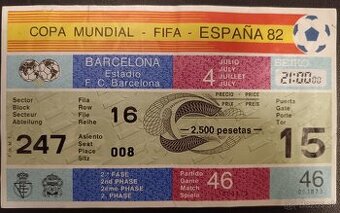 COPA MUNDIAL - FIFA - ESPAÑA 82
BARCELONA
Estadio
F. C. Barcelona
4
JULIO
JULY
JUILLET
JULY
21:00
Sector
Block
Secteur
Abteilung
247
Fila
Row
File
Reihe
16
Asiento
Seat
Place
Sitz
008
PRECIO - PRICE
PRIX - PREIS
- 2.500 pesetas -
Puerta
Gate
Porte
Tor
15
2.ª FASE
2nd PHASE
2ème PHASE
2. PHASE
Partido
Game
Match
Spiel
46
46